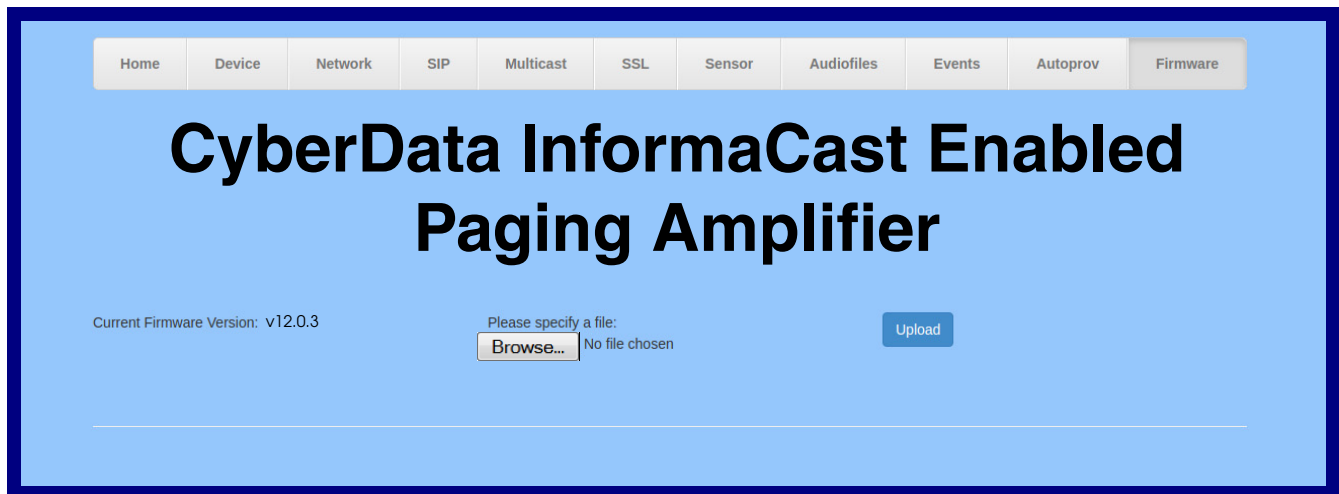 Home Device Network SIP Multicast SSL Sensor Audiofiles Events Autoprov Firmware
CyberData InformaCast Enabled
Paging Amplifier
Current Firmware Version: v12.0.3
Please specify a file:
Browse... No file chosen
Upload